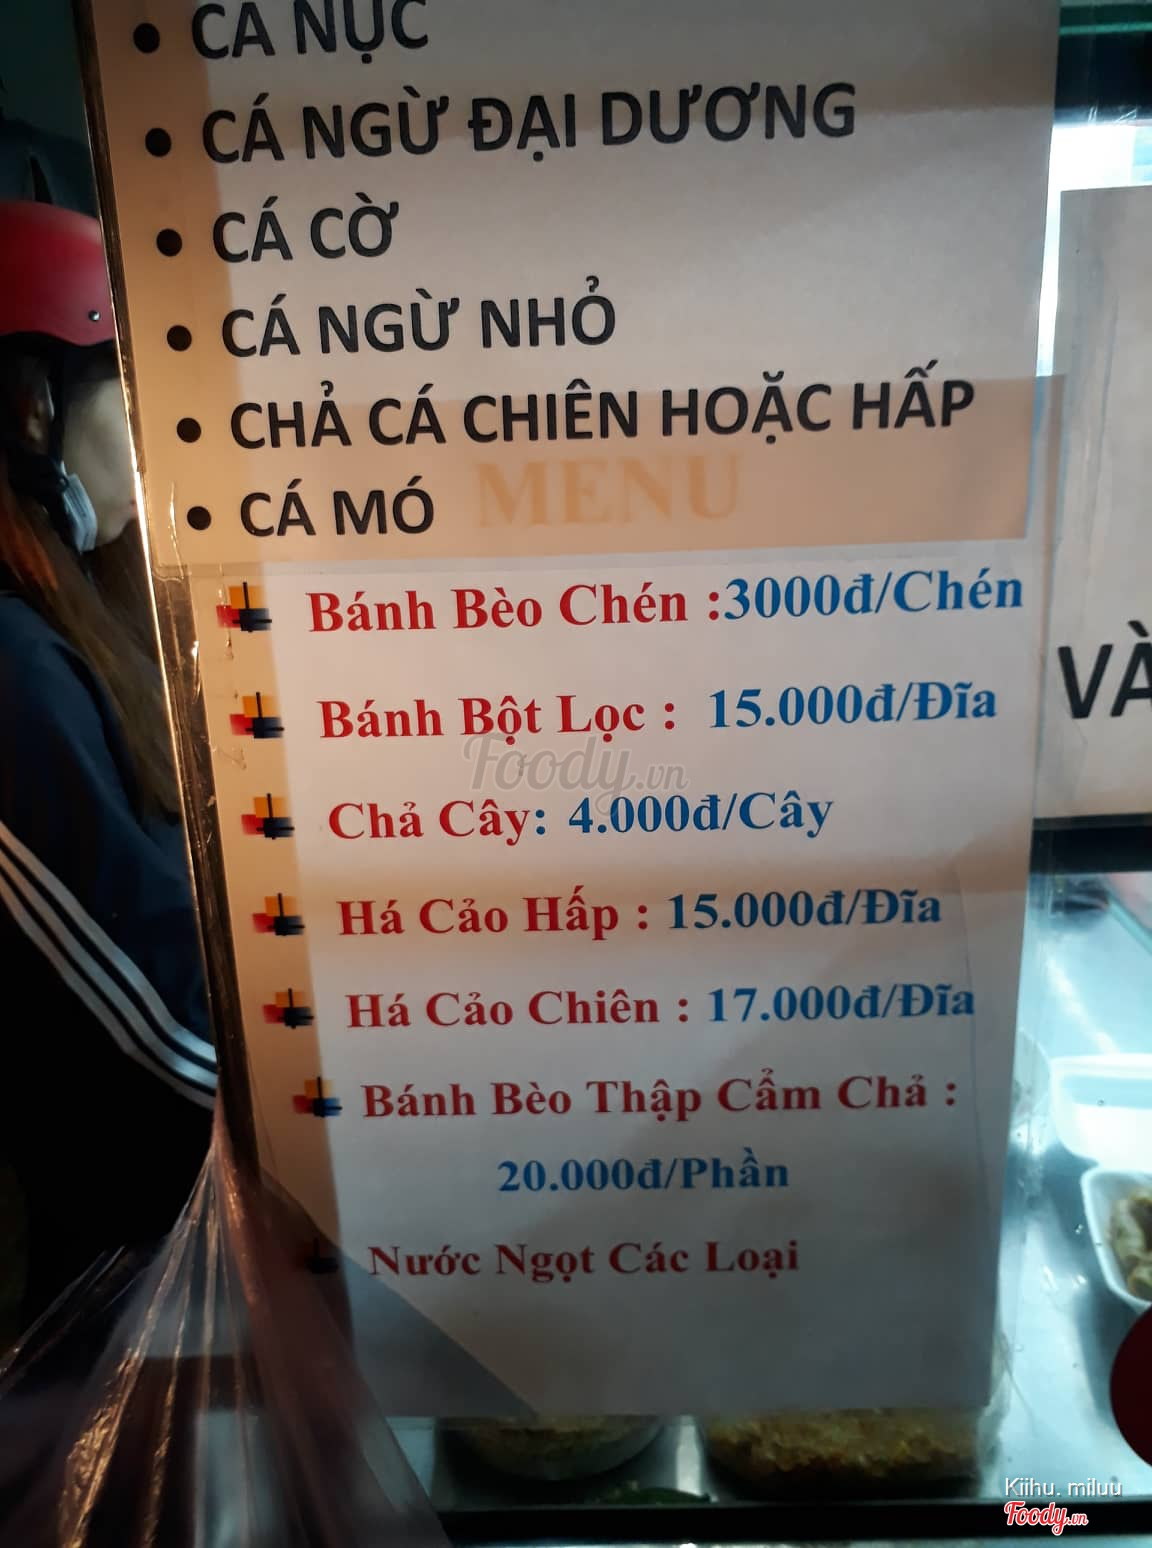 • CÁ NỤC
• CÁ NGỪ ĐẠI DƯƠNG
• CÁ CỜ
• CÁ NGỪ NHỎ
• CHẢ CÁ CHIÊN HOẶC HẤP
• CÁ MÓ
MENU
Bánh Bèo Chén :3000đ/Chén
Bánh Bột Lọc : 15.000đ/Đĩa
Foody.vn
Chả Cây: 4.000đ/Cây
Há Cảo Hấp : 15.000đ/Đĩa
Há Cảo Chiên : 17.000đ/Đĩa
Bánh Bèo Thập Cẩm Chả :
20.000đ/Phần
Nước Ngọt Các Loại
VÀ
Kiihu. miluu
Foody.vn